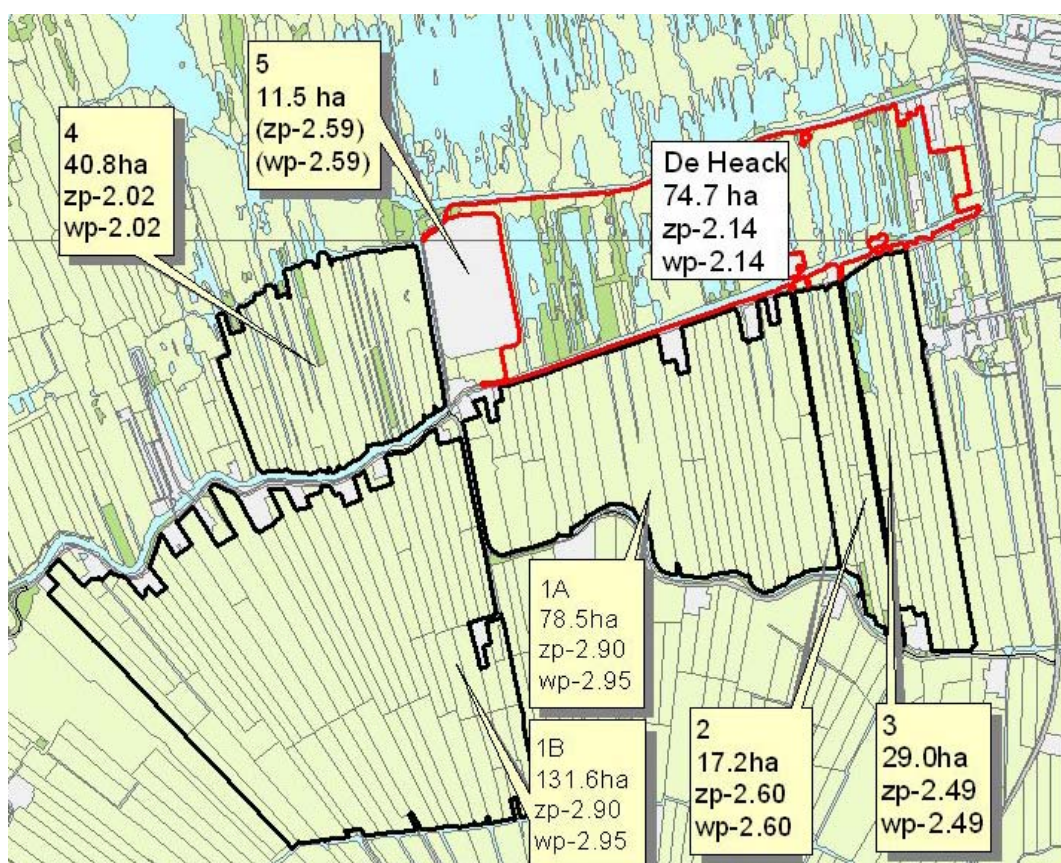 5
11.5 ha
(zp-2.59)
(wp-2.59)
4
40.8ha
zp-2.02
wp-2.02
De Heack
74.7 ha
zp-2.14
wp-2.14
1A
78.5ha
zp-2.90
wp-2.95
1B
131.6ha
zp-2.90
wp-2.95
2
17.2ha
zp-2.60
wp-2.60
3
29.0ha
zp-2.49
wp-2.49